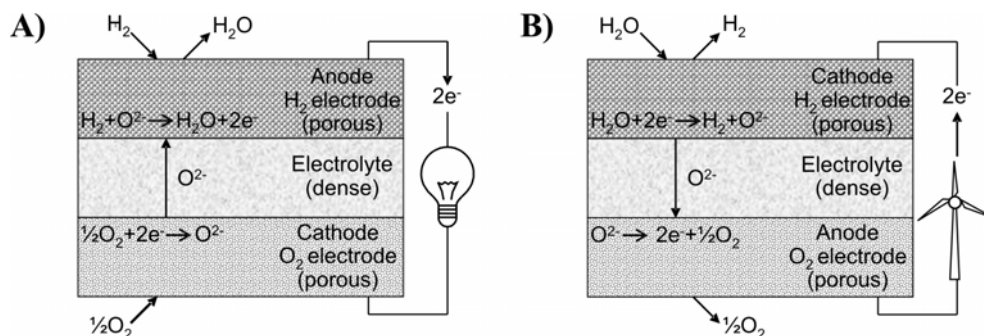 A)
H₂
H₂O
Anode
H₂ electrode
(porous)
H₂+O²⁻→H₂O+2e⁻
2e⁻
Electrolyte
(dense)
O²⁻
½O₂+2e⁻→O²⁻
Cathode
O₂ electrode
(porous)
½O₂
B)
H₂O
H₂
Cathode
H₂ electrode
(porous)
H₂O+2e⁻→H₂+O²⁻
2e⁻
Electrolyte
(dense)
O²⁻
O²⁻→ 2e⁻+½O₂
Anode
O₂ electrode
(porous)
½O₂